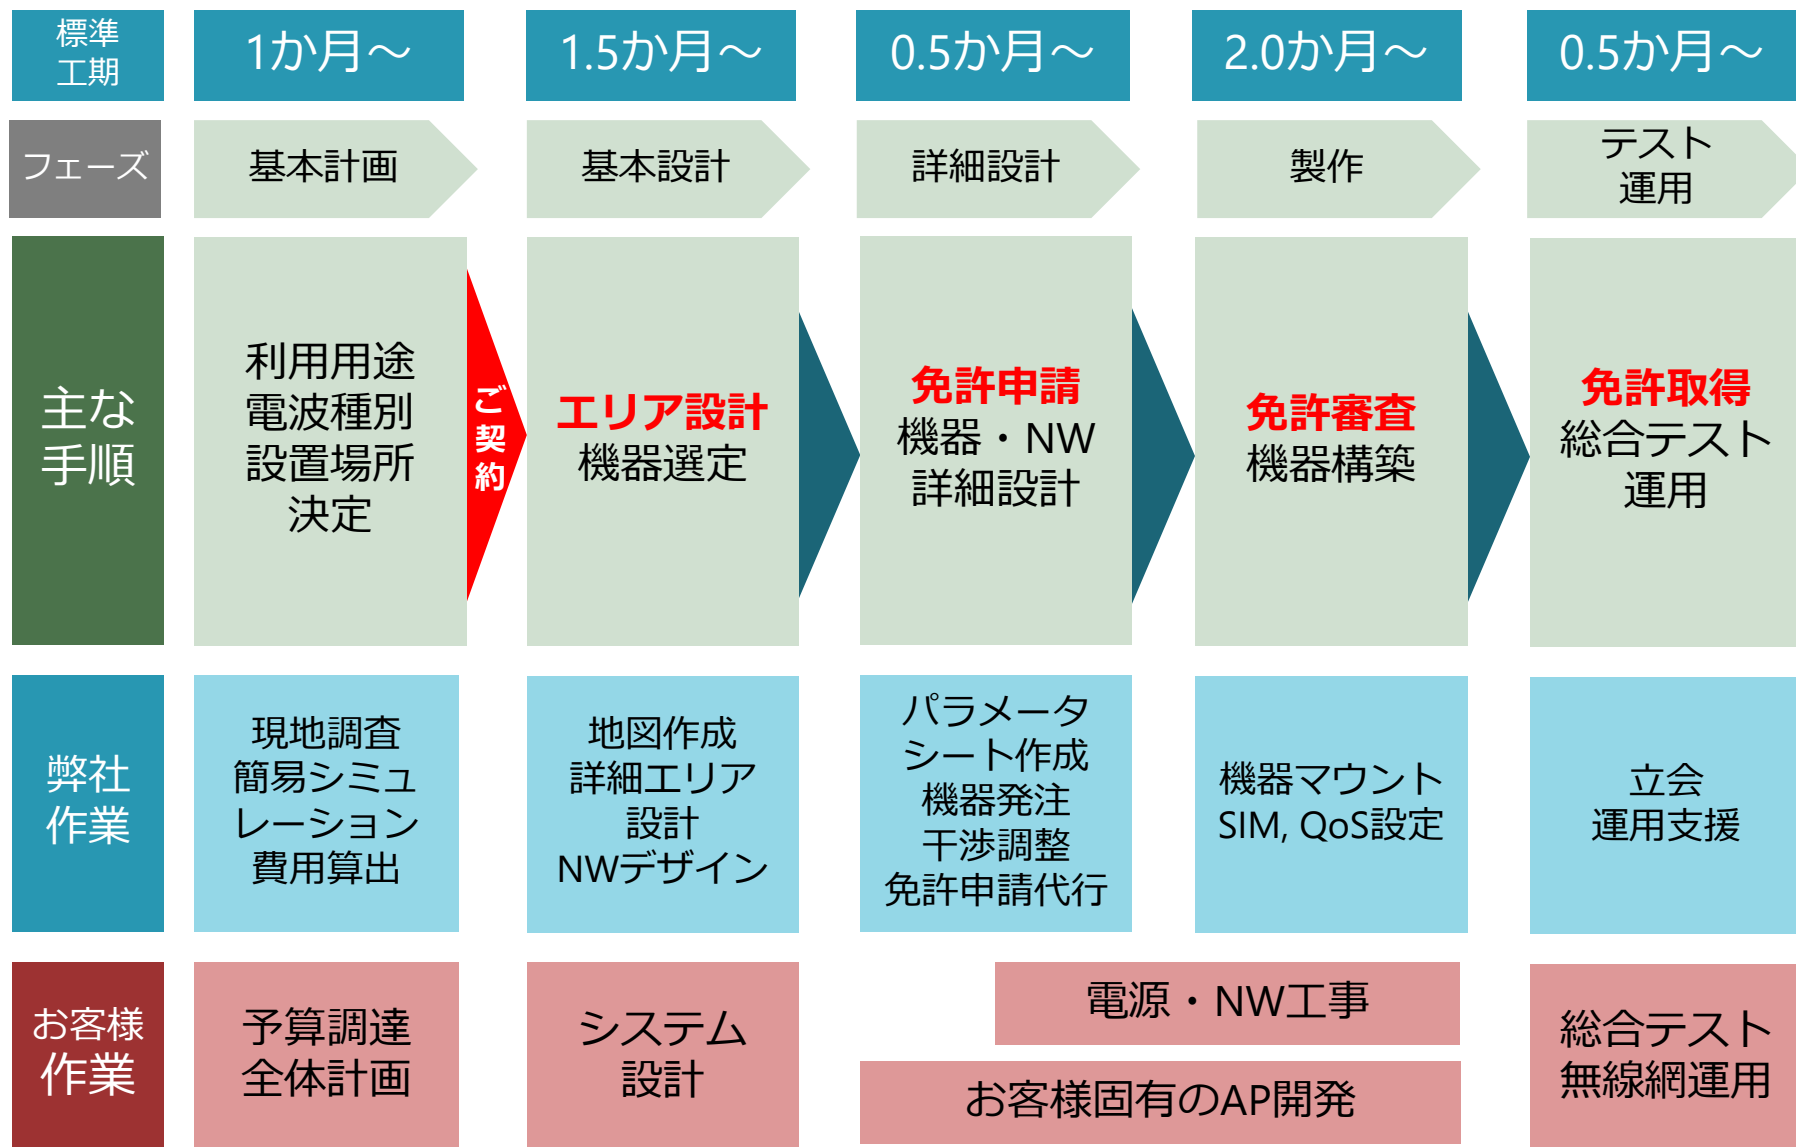 標準
工期
1か月～
1.5か月～
0.5か月～
2.0か月～
0.5か月～
フェーズ
基本計画
基本設計
詳細設計
製作
テスト
運用
主な
手順
利用用途
電波種別
設置場所
決定
ご
契
約
エリア設計
機器選定
免許申請
機器・NW
詳細設計
免許審査
機器構築
免許取得
総合テスト
運用
弊社
作業
現地調査
簡易シミュ
レーション
費用算出
地図作成
詳細エリア
設計
NWデザイン
パラメータ
シート作成
機器発注
干渉調整
免許申請代行
機器マウント
SIM, QoS設定
立会
運用支援
お客様
作業
予算調達
全体計画
システム
設計
電源・NW工事
お客様固有のAP開発
総合テスト
無線網運用